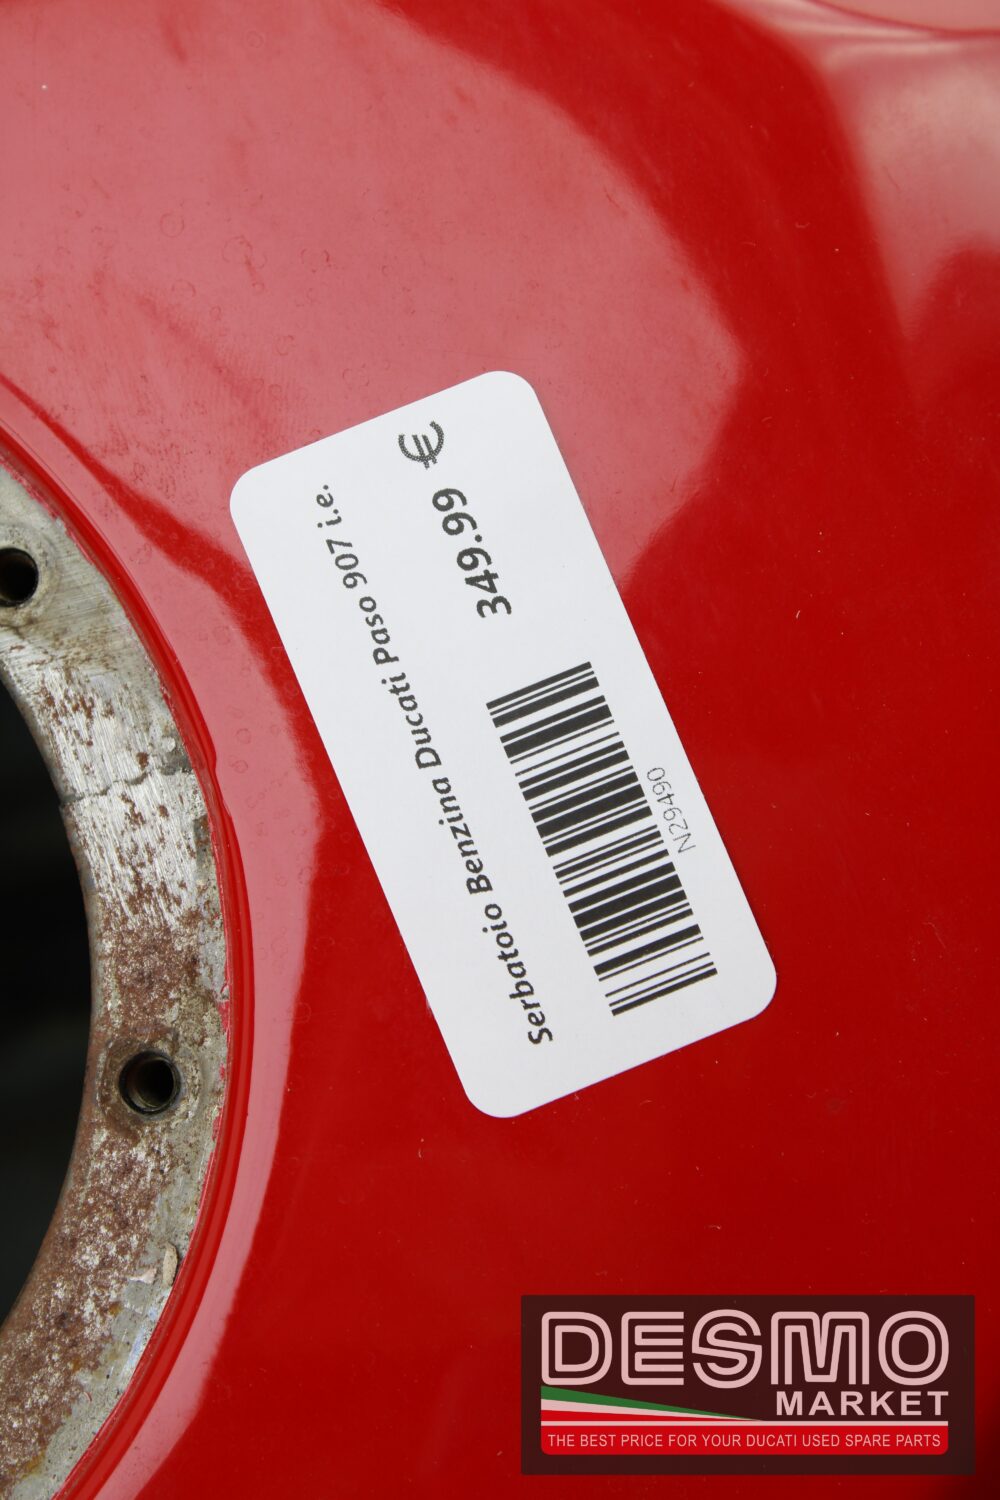 Serbatoio Benzina Ducati Paso 907 i.e.
349.99 €
N29490
DESMO
MARKET
THE BEST PRICE FOR YOUR DUCATI USED SPARE PARTS